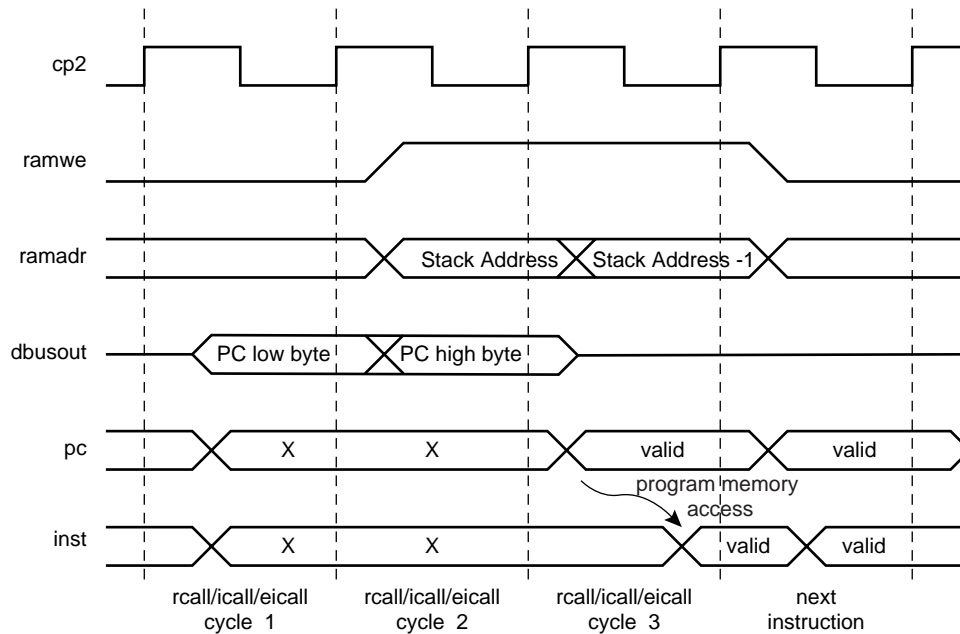 cp2
ramwe
ramadr
Stack Address
Stack Address -1
dbusout
PC low byte
PC high byte
pc
X
X
valid
valid
program memory
access
inst
X
X
valid
valid
rcall/icall/eicall
cycle 1
rcall/icall/eicall
cycle 2
rcall/icall/eicall
cycle 3
next
instruction